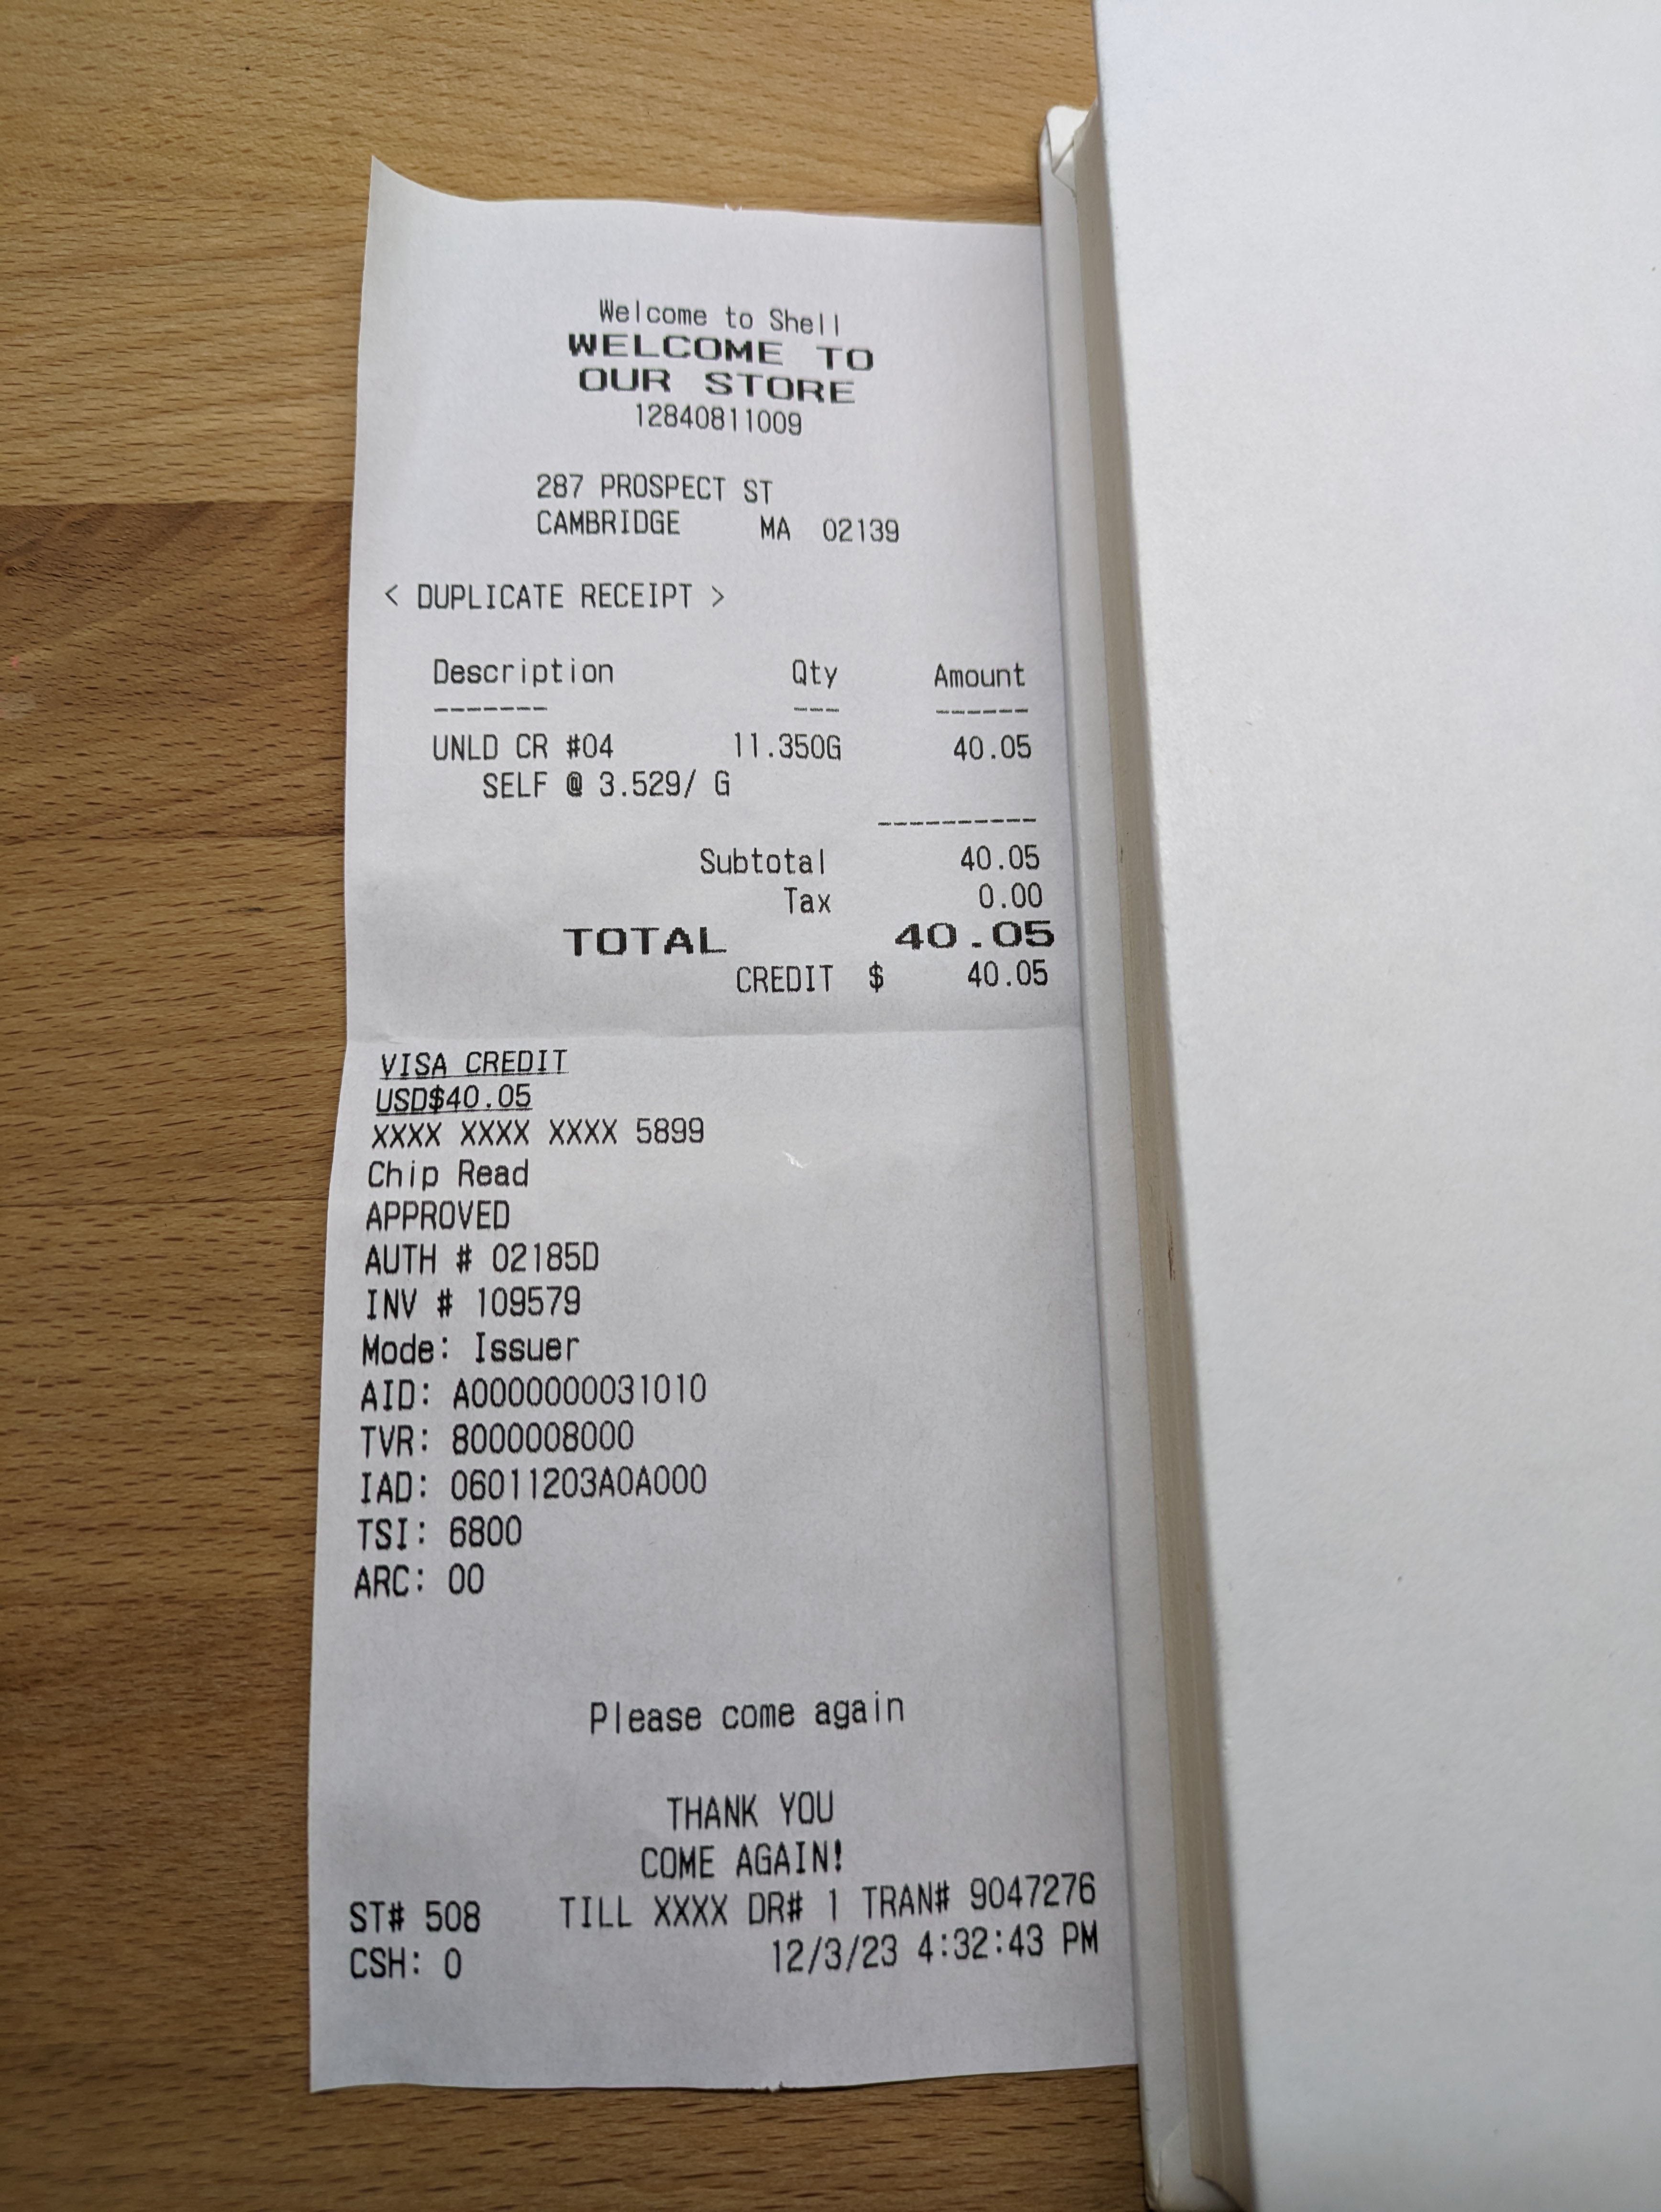 Welcome to Shell
WELCOME TO
OUR STORE
12840811009
287 PROSPECT ST
CAMBRIDGE MA 02139
< DUPLICATE RECEIPT >
Description Qty Amount
------- --- ------
UNLD CR #04 11.350G 40.05
SELF @ 3.529/ G
----------
Subtotal 40.05
Tax 0.00
TOTAL 40.05
CREDIT $ 40.05
VISA CREDIT
USD$40.05
XXXX XXXX XXXX 5899
Chip Read
APPROVED
AUTH # 02185D
INV # 109579
Mode: Issuer
AID: A0000000031010
TVR: 8000008000
IAD: 06011203A0A000
TSI: 6800
ARC: 00
Please come again
THANK YOU
COME AGAIN!
ST# 508 TILL XXXX DR# 1 TRAN# 9047276
CSH: 0 12/3/23 4:32:43 PM